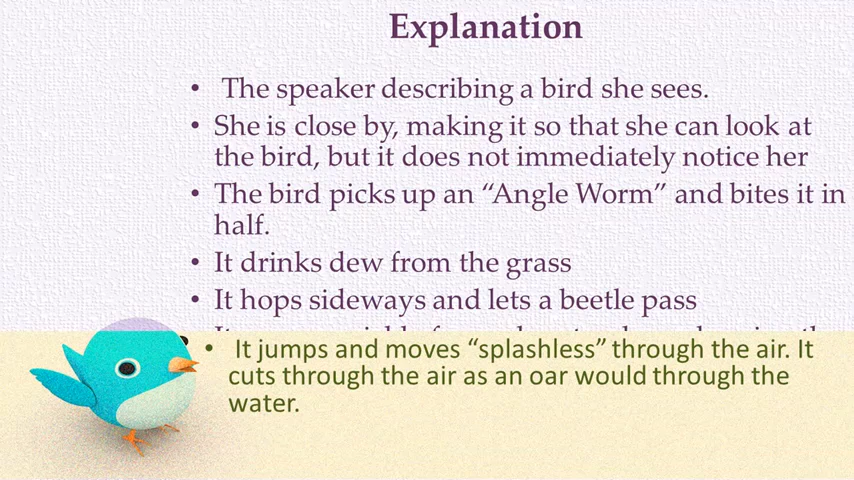 Explanation
• The speaker describing a bird she sees.
• She is close by, making it so that she can look at
the bird, but it does not immediately notice her
• The bird picks up an “Angle Worm” and bites it in
half.
• It drinks dew from the grass
• It hops sideways and lets a beetle pass
• It jumps and moves “splashless” through the air. It
cuts through the air as an oar would through the
water.